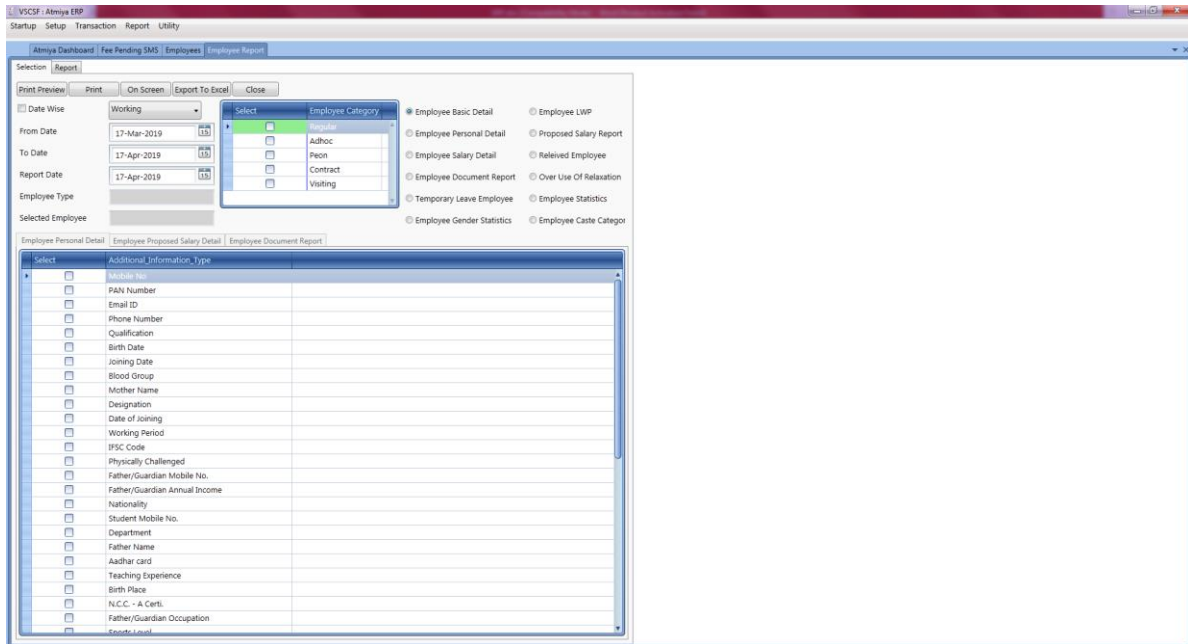 VSCSF : Atmiya ERP
Startup Setup Transaction Report Utility
Atmiya Dashboard Fee Pending SMS Employees Employee Report
Selection Report
Print Preview Print On Screen Export To Excel Close
Date Wise Working
From Date 17-Mar-2019 15
To Date 17-Apr-2019 15
Report Date 17-Apr-2019 15
Employee Type
Selected Employee
Select Employee Category
Regular
Adhoc
Peon
Contract
Visiting
Employee Basic Detail Employee LWP
Employee Personal Detail Proposed Salary Report
Employee Salary Detail Releived Employee
Employee Document Report Over Use Of Relaxation
Temporary Leave Employee Employee Statistics
Employee Gender Statistics Employee Caste Categor
Employee Personal Detail Employee Proposed Salary Detail Employee Document Report
Select Additional_Information_Type
Mobile No
PAN Number
Email ID
Phone Number
Qualification
Birth Date
Joining Date
Blood Group
Mother Name
Designation
Date of Joining
Working Period
IFSC Code
Physically Challenged
Father/Guardian Mobile No.
Father/Guardian Annual Income
Nationality
Student Mobile No.
Department
Father Name
Aadhar card
Teaching Experience
Birth Place
N.C.C. - A Certi.
Father/Guardian Occupation
Sports Level